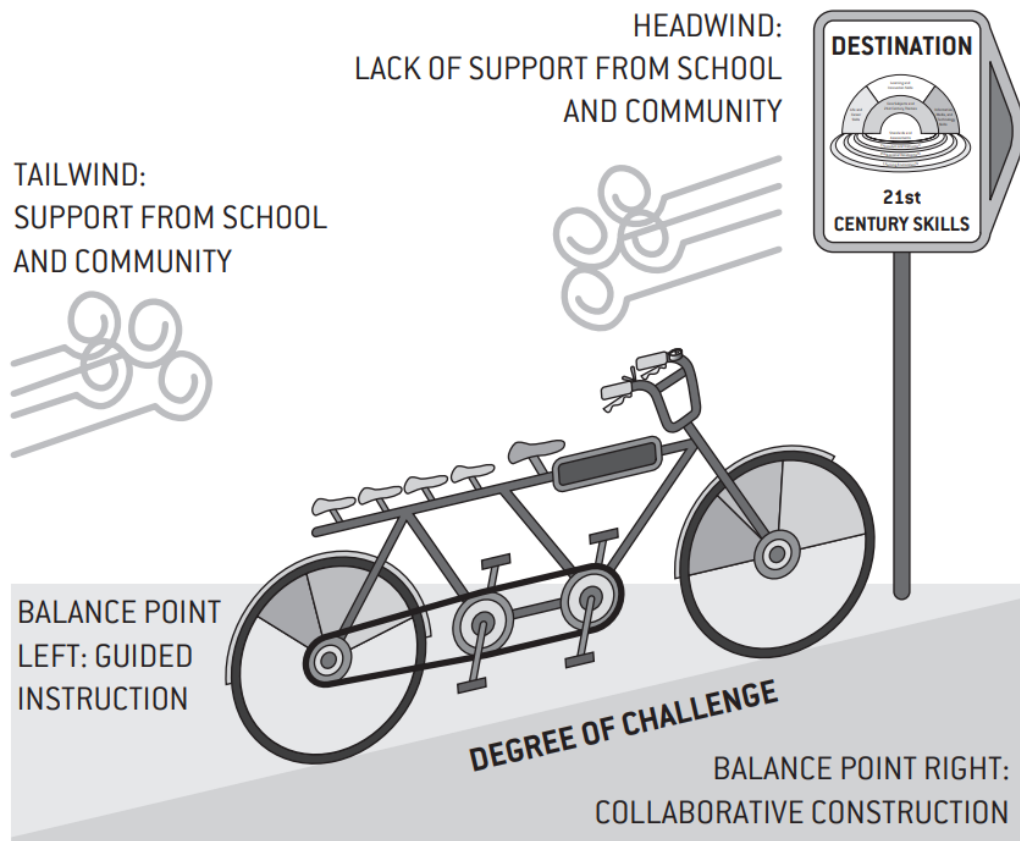 HEADWIND:
LACK OF SUPPORT FROM SCHOOL
AND COMMUNITY
DESTINATION
21st
CENTURY SKILLS
TAILWIND:
SUPPORT FROM SCHOOL
AND COMMUNITY
BALANCE POINT
LEFT: GUIDED
INSTRUCTION
DEGREE OF CHALLENGE
BALANCE POINT RIGHT:
COLLABORATIVE CONSTRUCTION